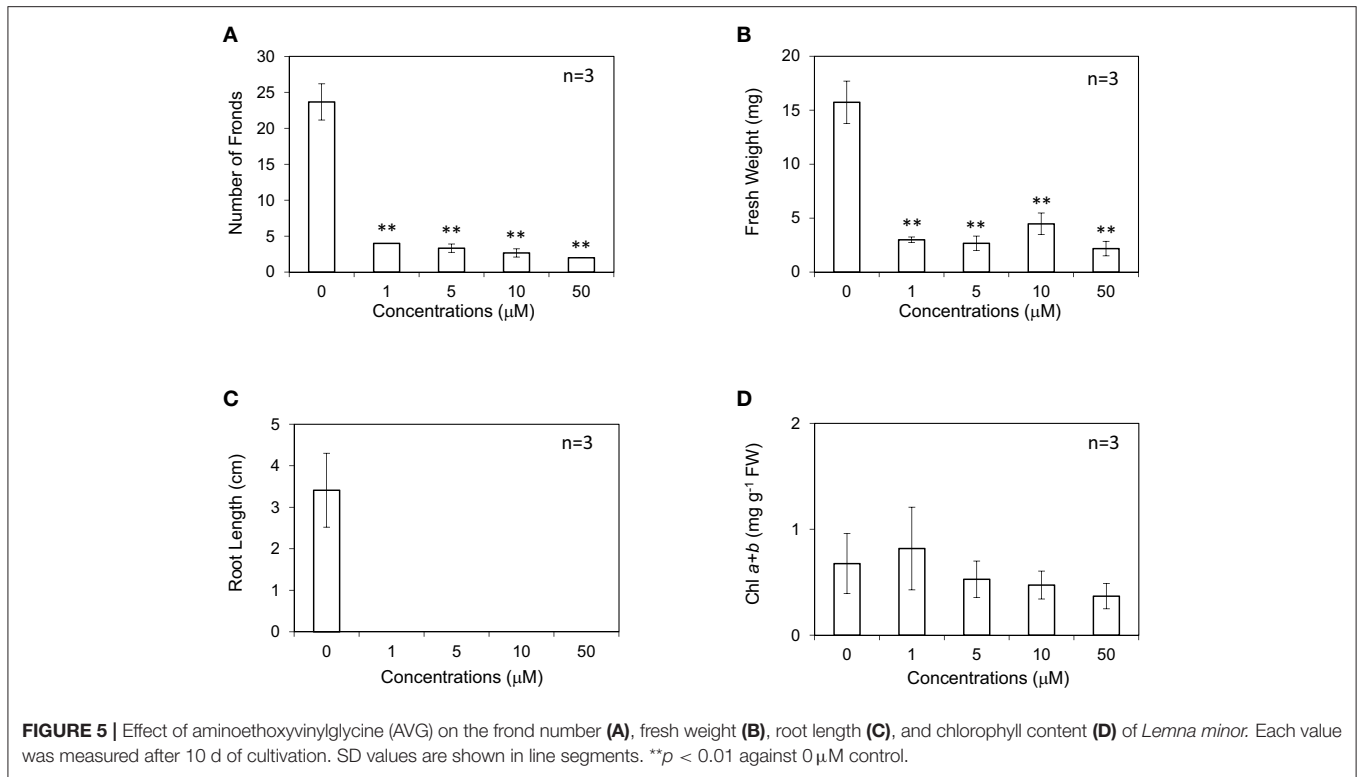 A
30
25
20
15
10
5
0
Number of Fronds
n=3
** ** ** **
0 1 5 10 50
Concentrations (μM)
B
20
15
10
5
0
Fresh Weight (mg)
n=3
** ** ** **
0 1 5 10 50
Concentrations (μM)
C
5
4
3
2
1
0
Root Length (cm)
n=3
0 1 5 10 50
Concentrations (μM)
D
2
1
0
Chl a+b (mg g⁻¹ FW)
n=3
0 1 5 10 50
Concentrations (μM)
FIGURE 5 | Effect of aminoethoxyvinylglycine (AVG) on the frond number (A), fresh weight (B), root length (C), and chlorophyll content (D) of Lemna minor. Each value
was measured after 10 d of cultivation. SD values are shown in line segments. **p < 0.01 against 0 μM control.